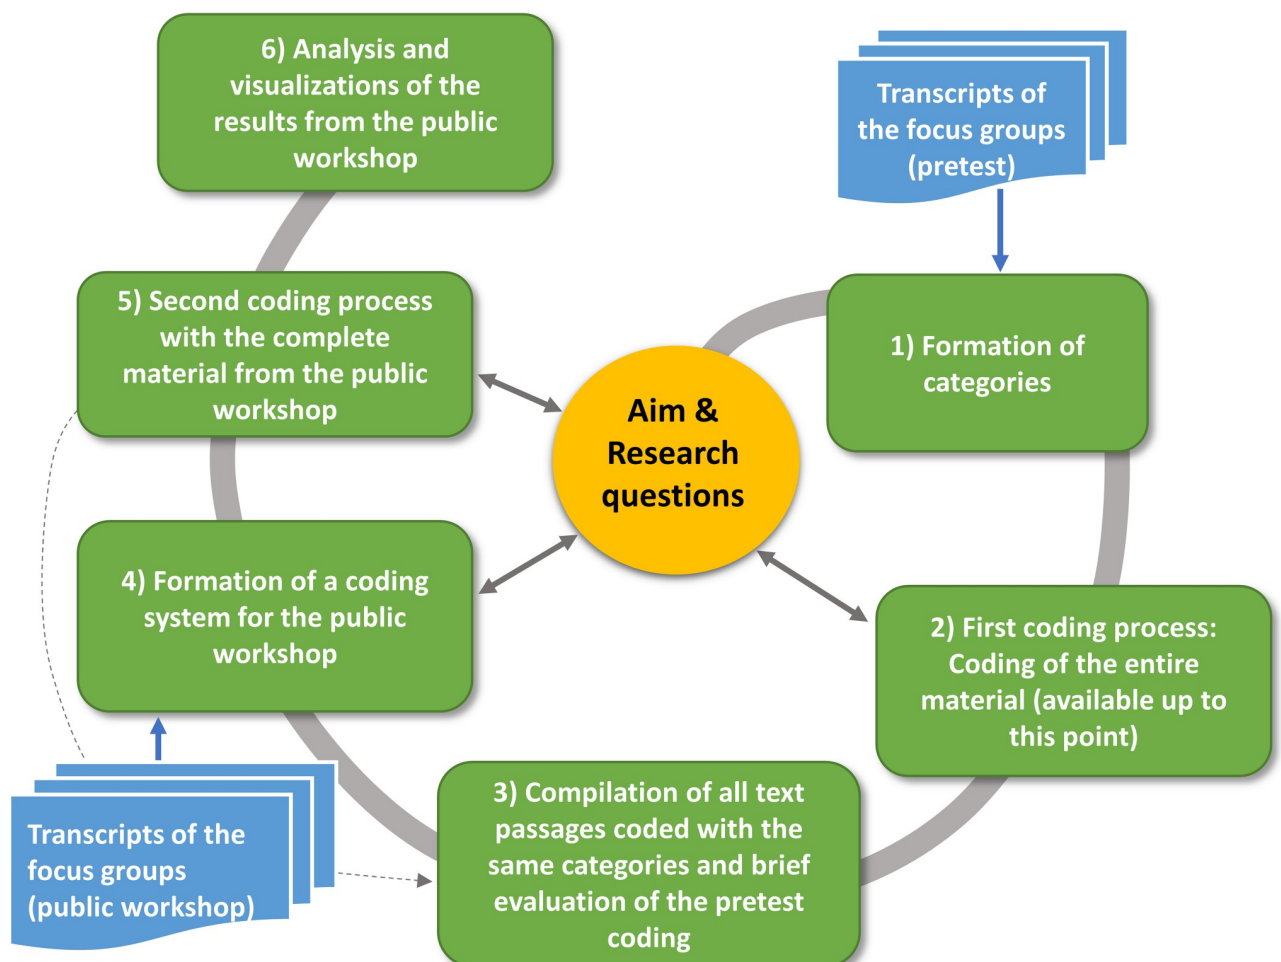 6) Analysis and
visualizations of the
results from the public
workshop
Transcripts of
the focus groups
(pretest)
5) Second coding process
with the complete
material from the public
workshop
1) Formation of
categories
Aim &
Research
questions
4) Formation of a coding
system for the public
workshop
2) First coding process:
Coding of the entire
material (available up to
this point)
3) Compilation of all text
passages coded with the
same categories and brief
evaluation of the pretest
coding
Transcripts of the
focus groups
(public workshop)